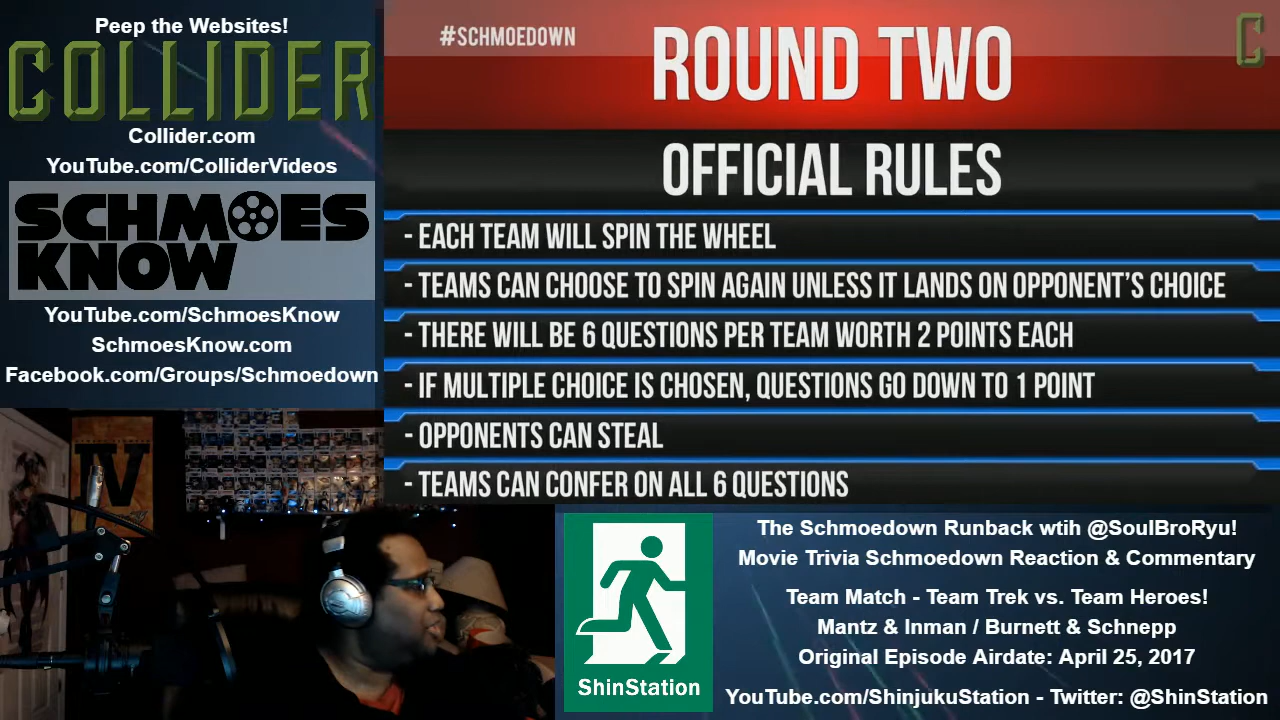 Peep the Websites!
COLLIDER
Collider.com
YouTube.com/ColliderVideos
SCHMOES
KNOW
YouTube.com/SchmoesKnow
SchmoesKnow.com
Facebook.com/Groups/Schmoedown
#SCHMOEDOWN
ROUND TWO
C
OFFICIAL RULES
- EACH TEAM WILL SPIN THE WHEEL
- TEAMS CAN CHOOSE TO SPIN AGAIN UNLESS IT LANDS ON OPPONENT'S CHOICE
- THERE WILL BE 6 QUESTIONS PER TEAM WORTH 2 POINTS EACH
- IF MULTIPLE CHOICE IS CHOSEN, QUESTIONS GO DOWN TO 1 POINT
- OPPONENTS CAN STEAL
- TEAMS CAN CONFER ON ALL 6 QUESTIONS
IV
ShinStation
The Schmoedown Runback wtih @SoulBroRyu!
Movie Trivia Schmoedown Reaction & Commentary
Team Match - Team Trek vs. Team Heroes!
Mantz & Inman / Burnett & Schnepp
Original Episode Airdate: April 25, 2017
YouTube.com/ShinjukuStation - Twitter: @ShinStation